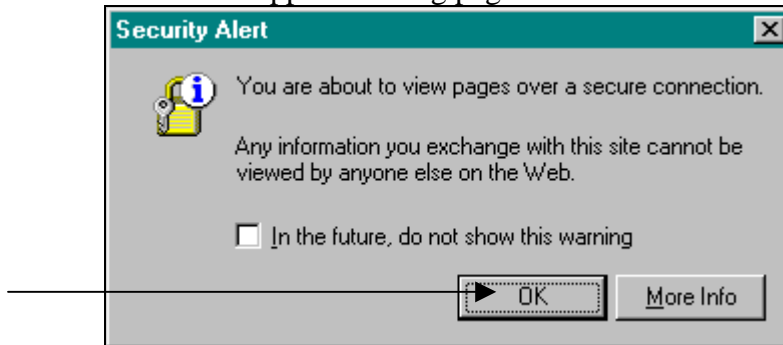 Security Alert
You are about to view pages over a secure connection.
Any information you exchange with this site cannot be
viewed by anyone else on the Web.
In the future, do not show this warning
OK More Info